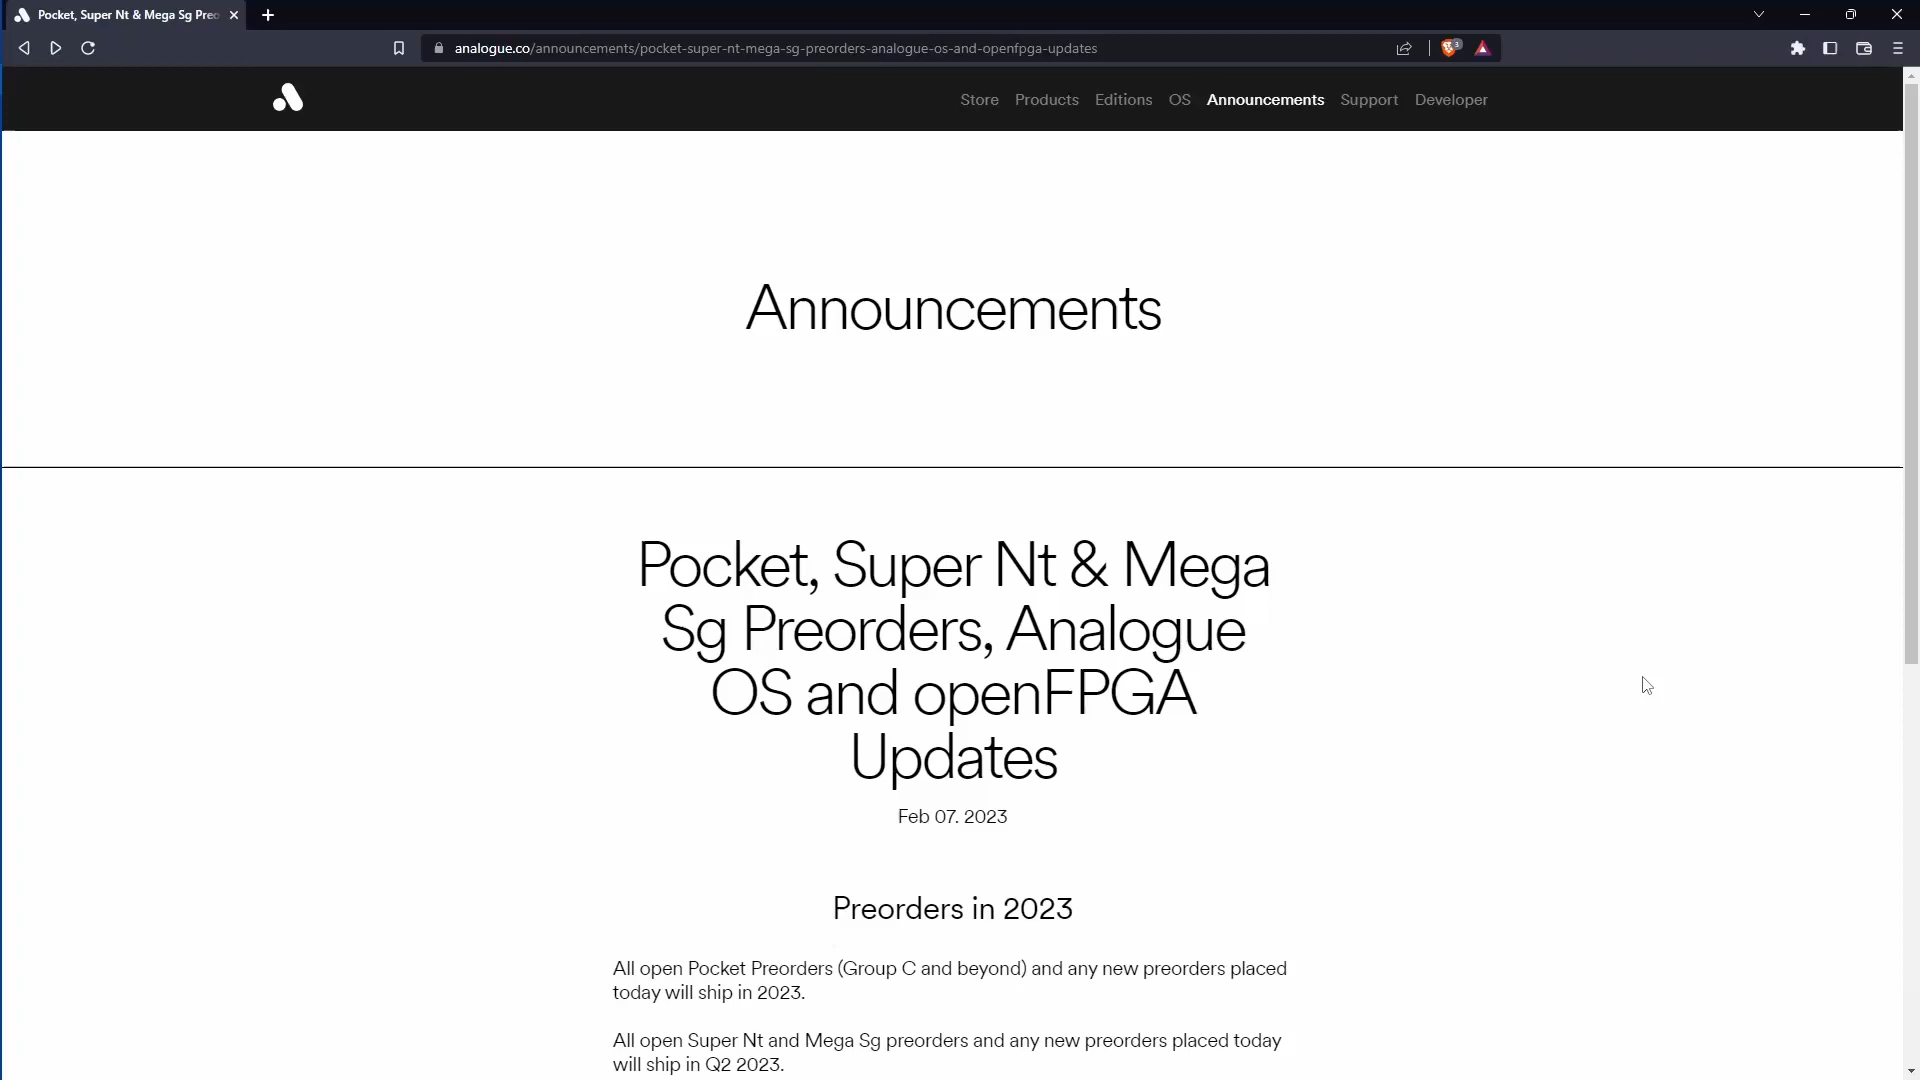 Pocket, Super Nt & Mega Sg Preo
analogue.co/announcements/pocket-super-nt-mega-sg-preorders-analogue-os-and-openfpga-updates
3
Store Products Editions OS Announcements Support Developer
Announcements
Pocket, Super Nt & Mega
Sg Preorders, Analogue
OS and openFPGA
Updates
Feb 07. 2023
Preorders in 2023
All open Pocket Preorders (Group C and beyond) and any new preorders placed
today will ship in 2023.
All open Super Nt and Mega Sg preorders and any new preorders placed today
will ship in Q2 2023.